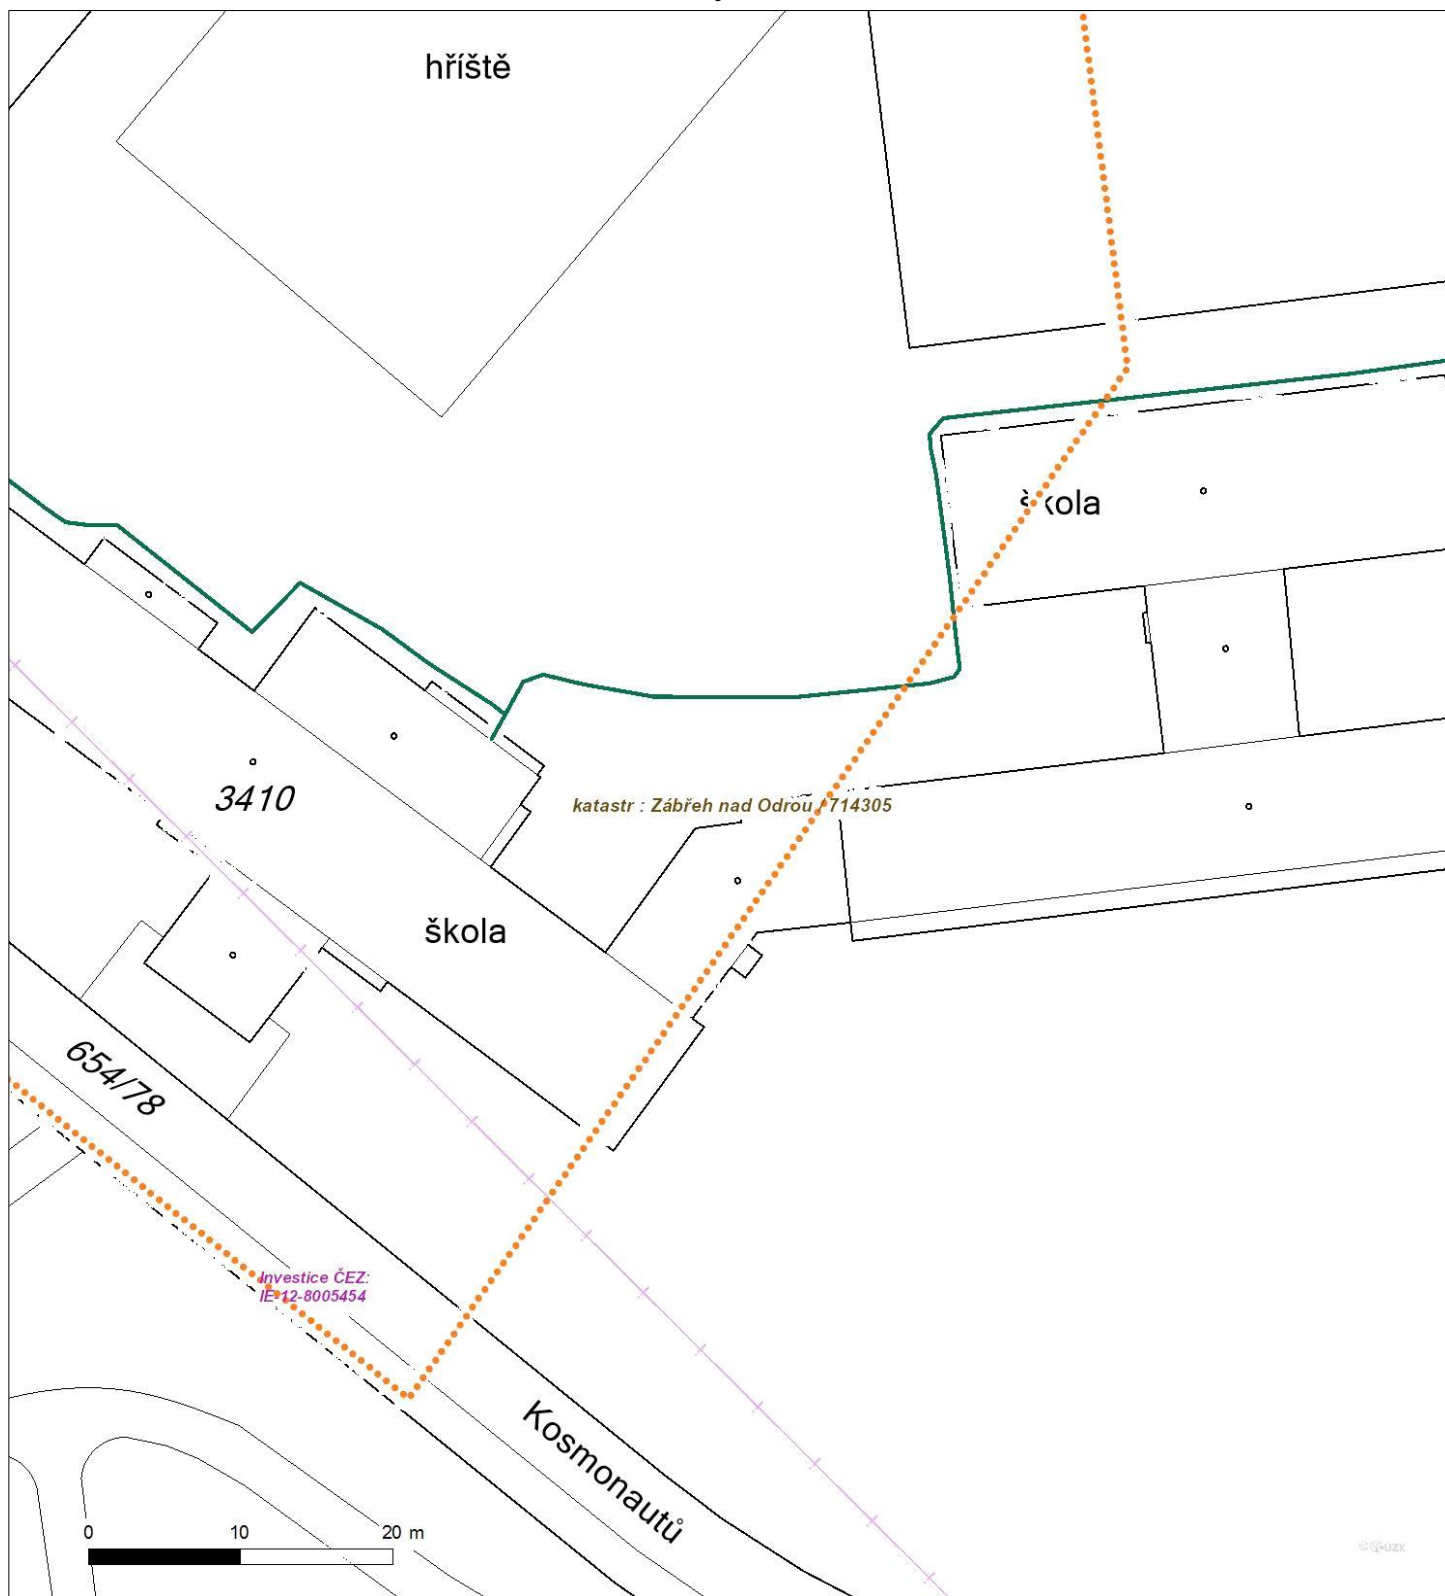 hříště
škola
3410
katastr : Zábřeh nad Odrou / 714305
škola
654/78
Investice ČEZ:
IE-12-8005454
Kosmonautů
0 10 20 m